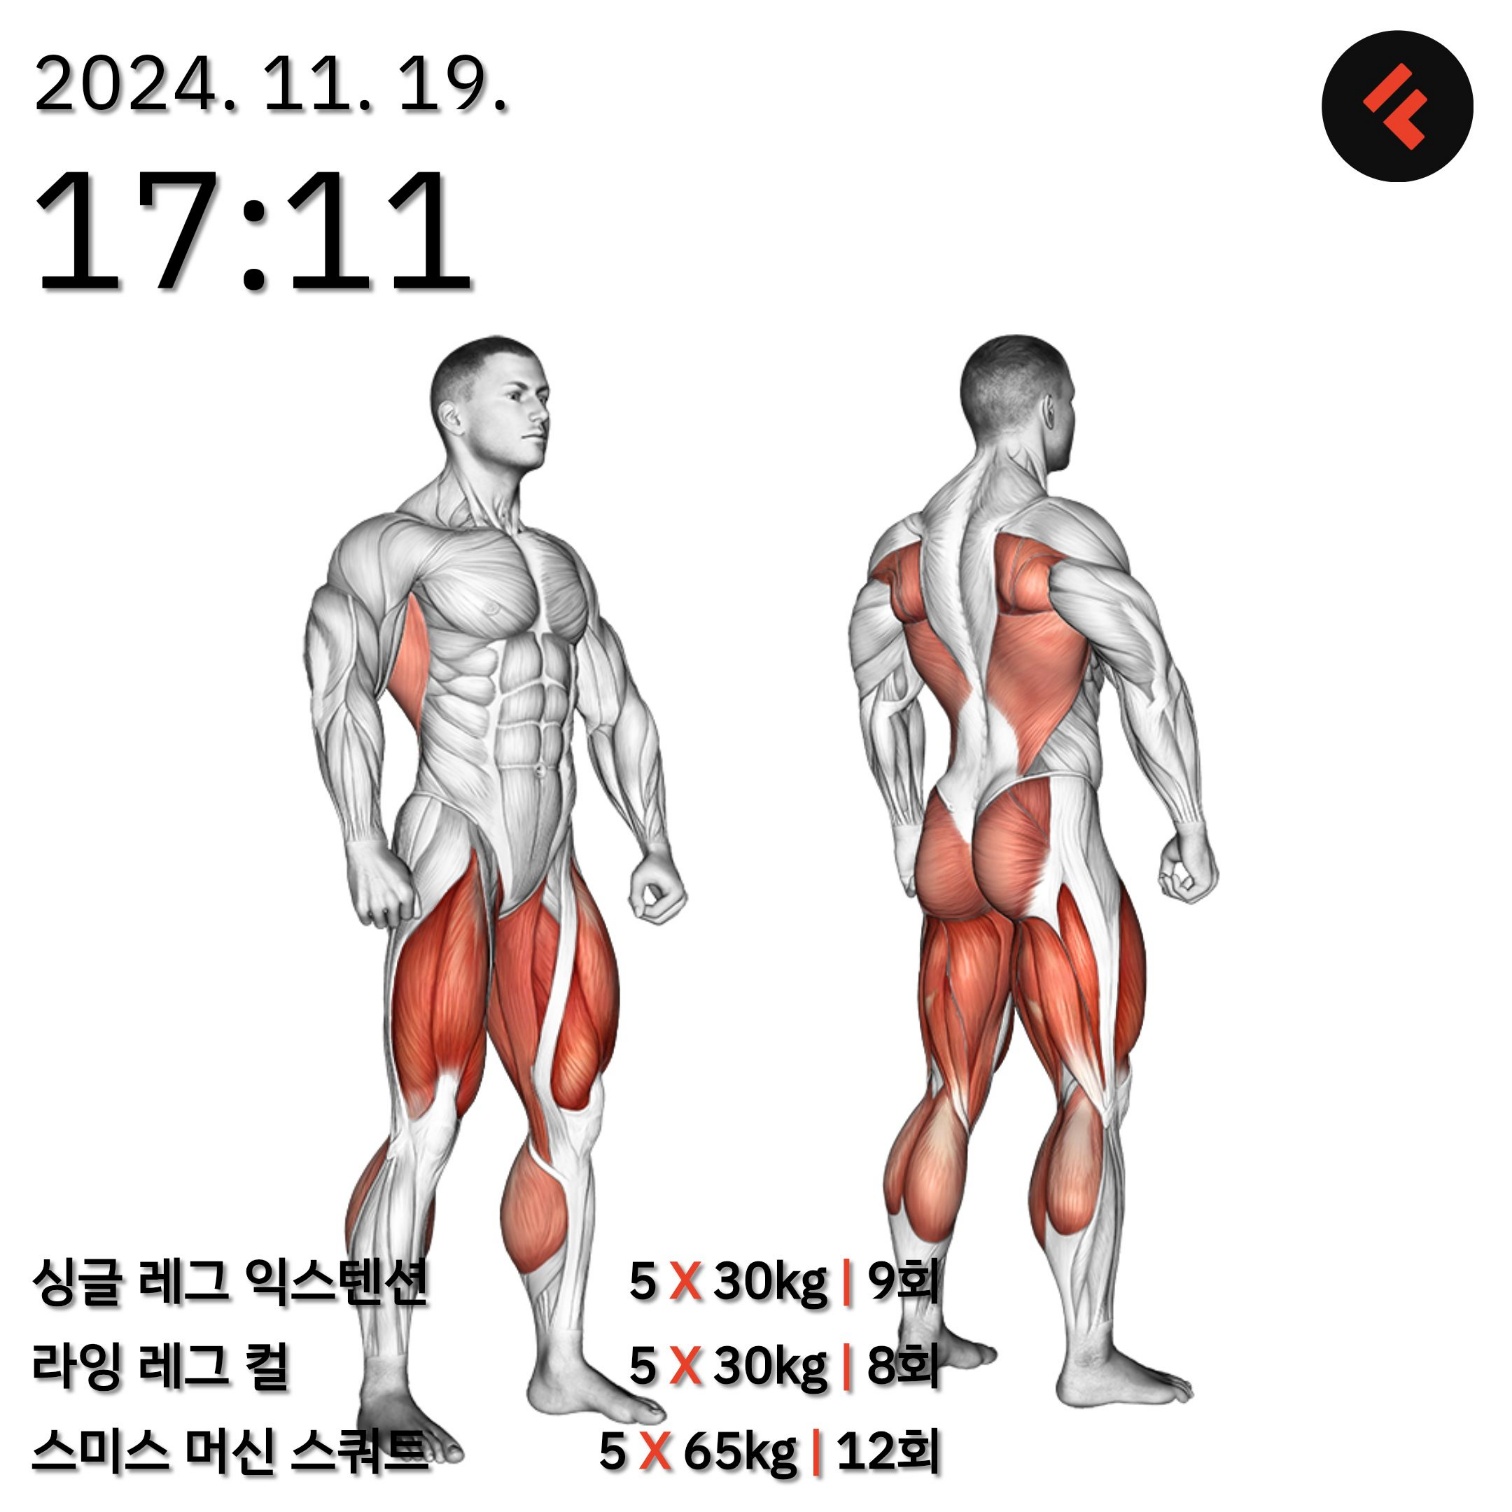 2024. 11. 19.
17:11
싱글 레그 익스텐션 5 X 30kg | 9회
라잉 레그 컬 5 X 30kg | 8회
스미스 머신 스쿼트 5 X 65kg | 12회